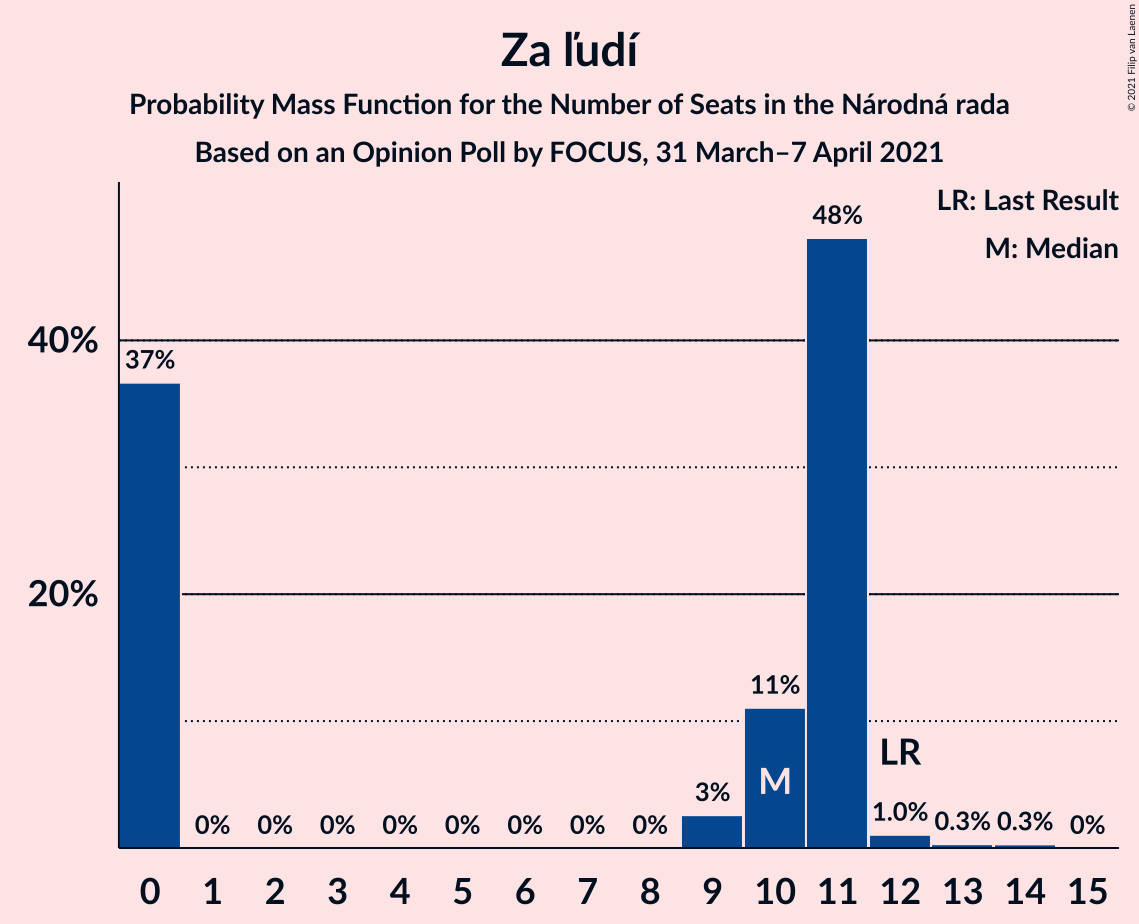 Za ľudí
Probability Mass Function for the Number of Seats in the Národná rada
Based on an Opinion Poll by FOCUS, 31 March–7 April 2021
© 2021 Filip van Laenen
LR: Last Result
M: Median
48%
40%
37%
20%
11%
LR
M
3%
1.0%
0.3%
0.3%
0%
0%
0%
0%
0%
0%
0%
0%
0%
0 1 2 3 4 5 6 7 8 9 10 11 12 13 14 15